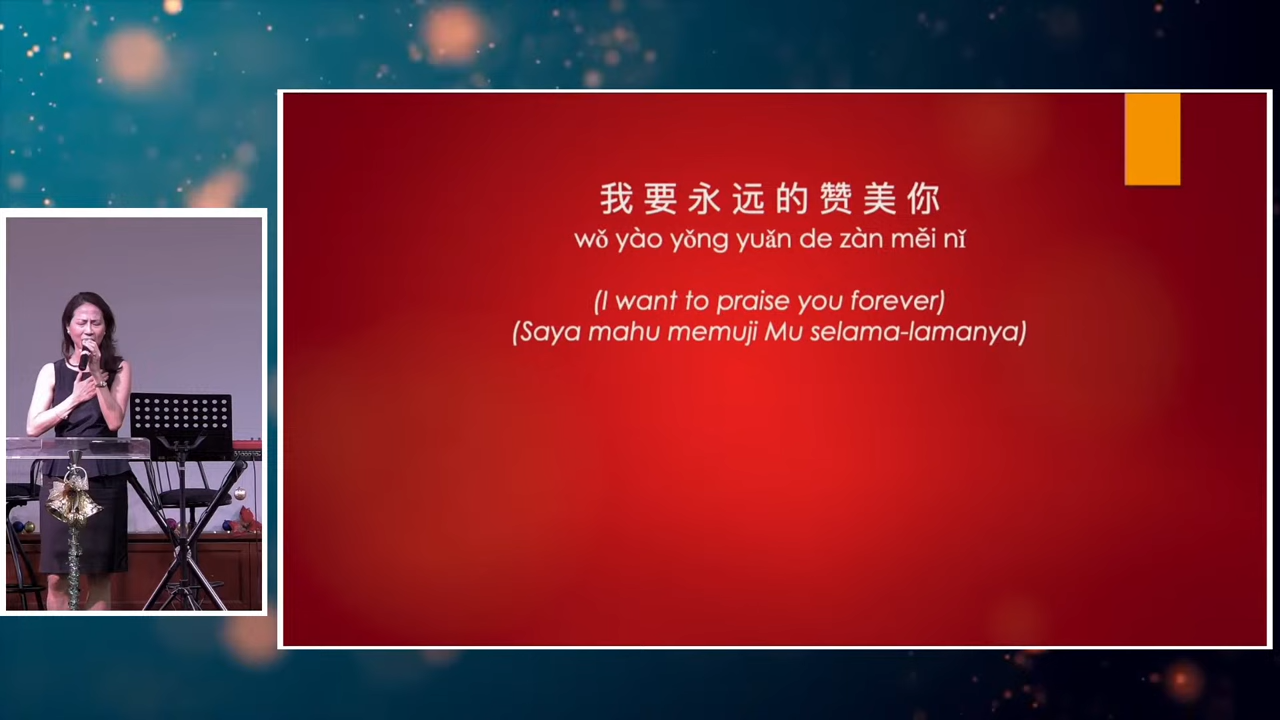 我要永远的赞美你
wǒ yào yǒng yuǎn de zàn měi nǐ
(I want to praise you forever)
(Saya mahu memuji Mu selama-lamanya)